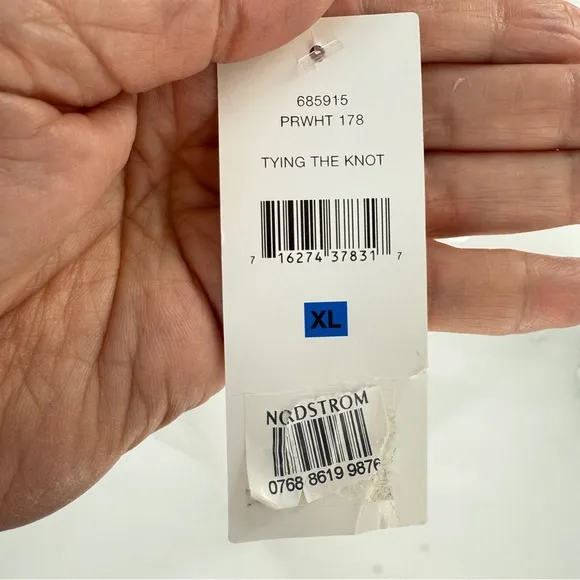 685915
PRWHT 178
TYING THE KNOT
7 16274 37831 7
XL
NORDSTROM
0768 8619 9876